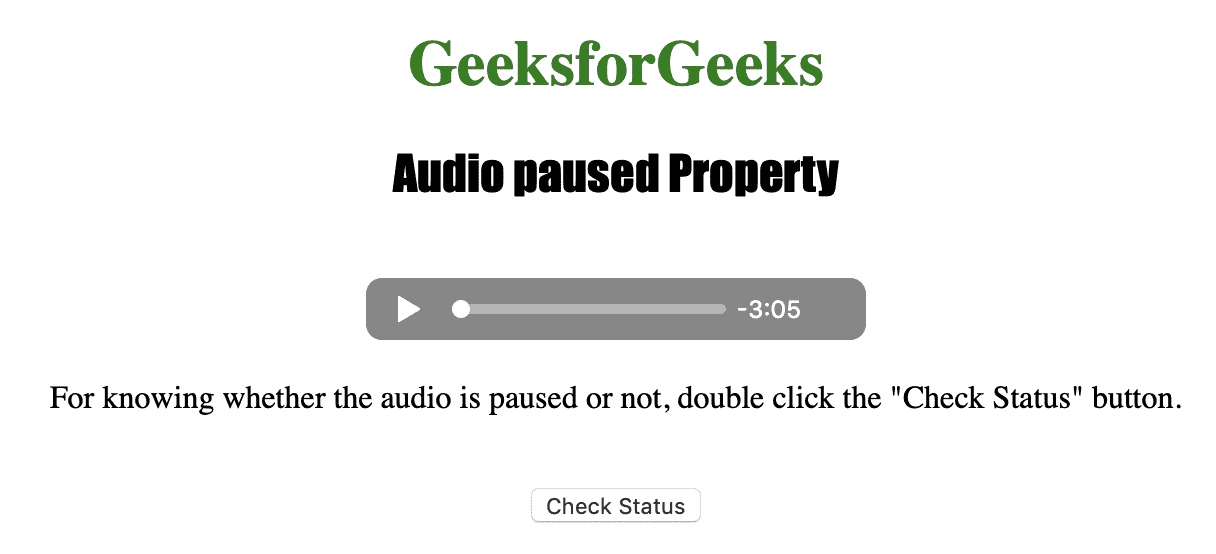 GeeksforGeeks
Audio paused Property
-3:05
For knowing whether the audio is paused or not, double click the "Check Status" button.
Check Status